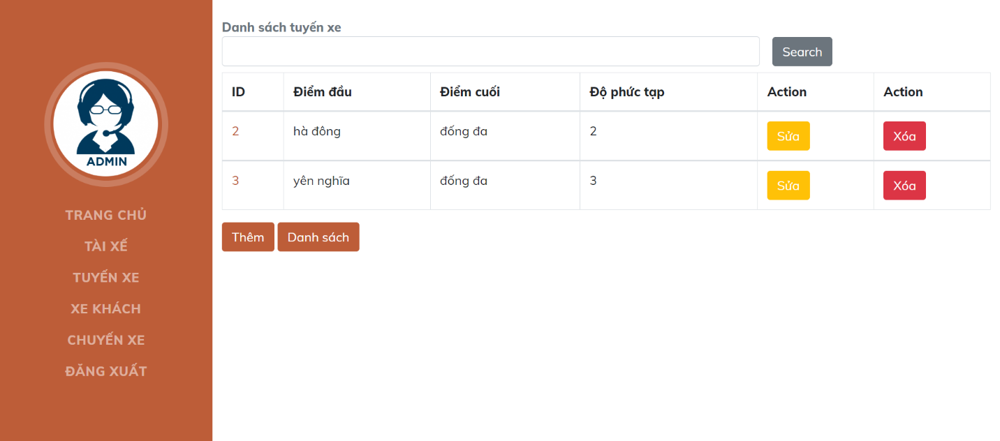 ADMIN
TRANG CHỦ
TÀI XẾ
TUYẾN XE
XE KHÁCH
CHUYẾN XE
ĐĂNG XUẤT
Danh sách tuyến xe
Search
ID Điểm đầu Điểm cuối Độ phức tạp Action Action
2 hà đông đống đa 2 Sửa Xóa
3 yên nghĩa đống đa 3 Sửa Xóa
Thêm Danh sách